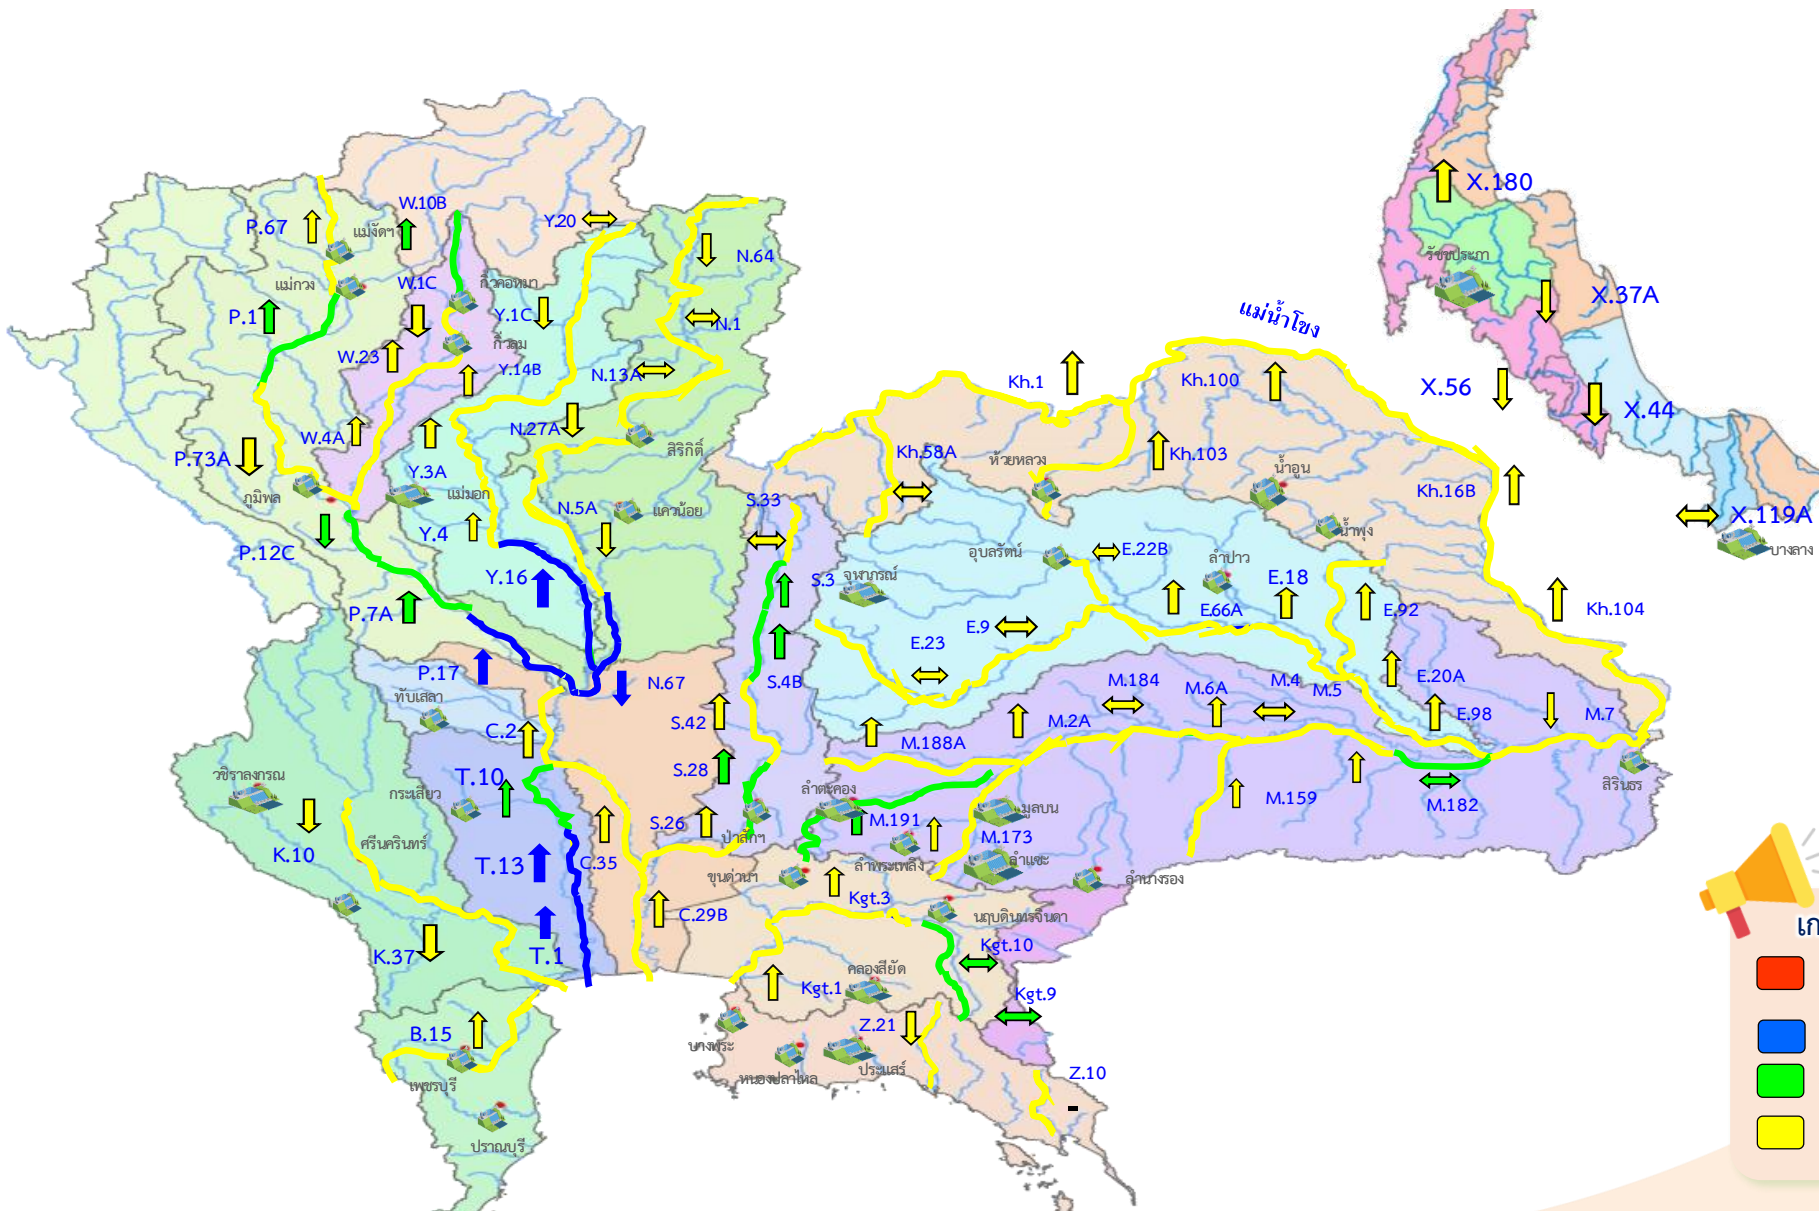 X.180
W.10B
Y.20
P.67
แม่งัดฯ
N.64
รัชชประภา
แม่กวง
W.1C
กิ่วคอหมา
X.37A
P.1
Y.1C
N.1
แม่น้ำโขง
W.23
กิ่วลม
Y.14B
N.13A
Kh.1
Kh.100
X.56
X.44
W.4A
N.27A
สิริกิติ์
Kh.58A
Kh.103
P.73A
Y.3A
ห้วยหลวง
น้ำอูน
Kh.16B
ภูมิพล
แม่มอก
N.5A
แควน้อย
S.33
X.119A
น้ำพุง
บางลาง
P.12C
Y.4
อุบลรัตน์
E.22B
ลำปาว
Y.16
S.3
จุฬาภรณ์
E.18
P.7A
E.66A
E.92
Kh.104
E.9
E.23
P.17
N.67
S.4B
M.184
M.6A
M.4
M.5
E.20A
ทับเสลา
C.2
S.42
M.2A
E.98
M.7
M.188A
วชิราลงกรณ
T.10
S.28
กระเสียว
ลำตะคอง
มูลบน
M.159
M.182
สิรินธร
K.10
ศรีนครินทร์
S.26
ป่าสักฯ
M.191
M.173
T.13
C.35
ขุนด่านฯ
ลำพระเพลิง
ลำแชะ
ลำนางรอง
Kgt.3
C.29B
นฤบดินทรจินดา
เก
K.37
T.1
Kgt.10
คลองสียัด
Kgt.1
Kgt.9
B.15
Z.21
บางพระ
เพชรบุรี
หนองปลาไหล
ประแสร์
Z.10
-
ปราณบุรี